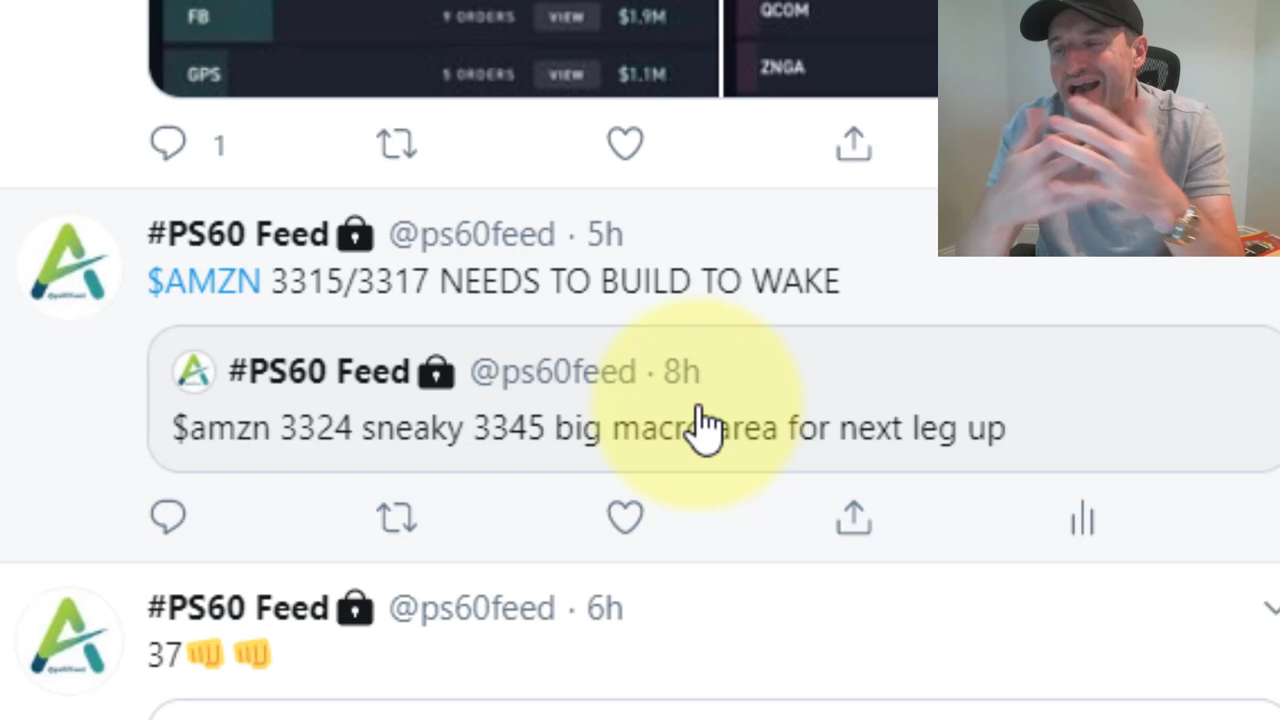 FB 9 ORDERS VIEW $1.9M QCOM
GPS 5 ORDERS VIEW $1.1M ZNGA
1
#PS60 Feed🔒 @ps60feed · 5h
$AMZN 3315/3317 NEEDS TO BUILD TO WAKE
#PS60 Feed🔒 @ps60feed · 8h
$amzn 3324 sneaky 3345 big macro area for next leg up
#PS60 Feed🔒 @ps60feed · 6h
37👊👊